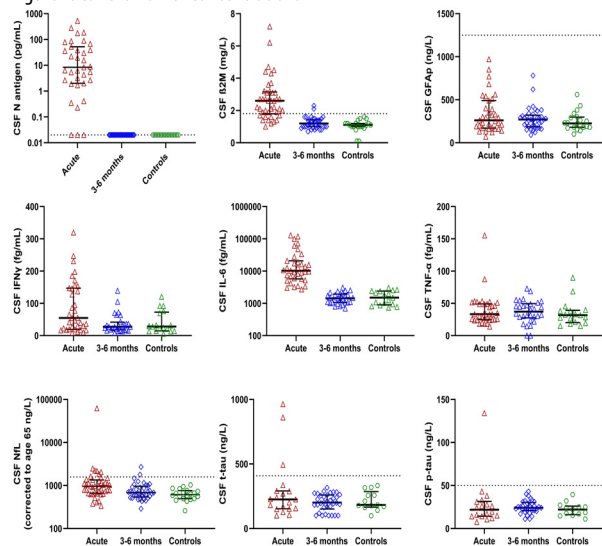 CSF N antigen (pg/mL)
1000
100
10
1
0.1
0.01
Acute
3-6 months
Controls
CSF ß2M (mg/L)
8
6
4
2
0
Acute 3-6 months Controls
CSF GFAp (ng/L)
1500
1000
500
0
Acute 3-6 months Controls
CSF IFNγ (fg/mL)
400
300
200
100
0
Acute 3-6 months Controls
CSF IL-6 (fg/mL)
1000000
100000
10000
1000
100
Acute 3-6 months Controls
CSF TNF-α (fg/mL)
200
150
100
50
0
Acute 3-6 months Controls
CSF NfL
(corrected to age 65 ng/L)
100000
10000
1000
100
Acute 3-6 months Controls
CSF t-tau (ng/L)
1000
500
0
Acute 3-6 months Controls
CSF p-tau (ng/L)
150
100
50
0
Acute 3-6 months Controls